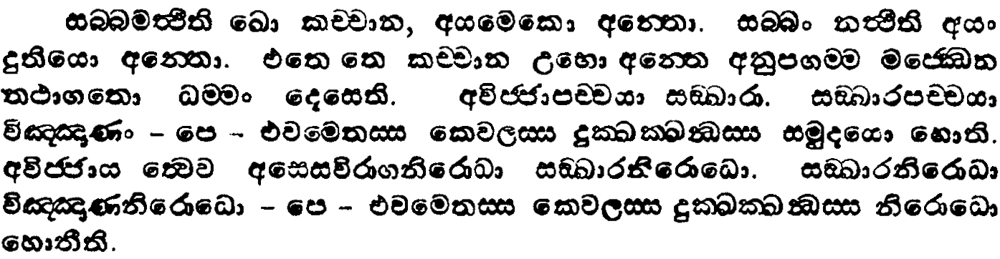 සබ්බමත්ථීති ඛො කච්චාන, අයමෙකො අන්තො. සබ්බං නත්ථීති අයං
දුතියො අන්තො. එතෙ තෙ කච්චාන උභො අන්තෙ අනුපගම්ම මජ්ඣෙන
තථාගතො ධම්මං දෙසෙති. අවිජ්ජාපච්චයා සඞ්ඛාරා. සඞ්ඛාරපච්චයා
විඤ්ඤාණං - පෙ - එවමෙතස්ස කෙවලස්ස දුක්ඛක්ඛන්ධස්ස සමුදයො හොති.
අවිජ්ජාය ත්වෙව අසෙසවිරාගනිරොධා සඞ්ඛාරනිරොධො. සඞ්ඛාරනිරොධා
විඤ්ඤාණනිරොධො - පෙ - එවමෙතස්ස කෙවලස්ස දුක්ඛක්ඛන්ධස්ස නිරොධො
හොතීති.